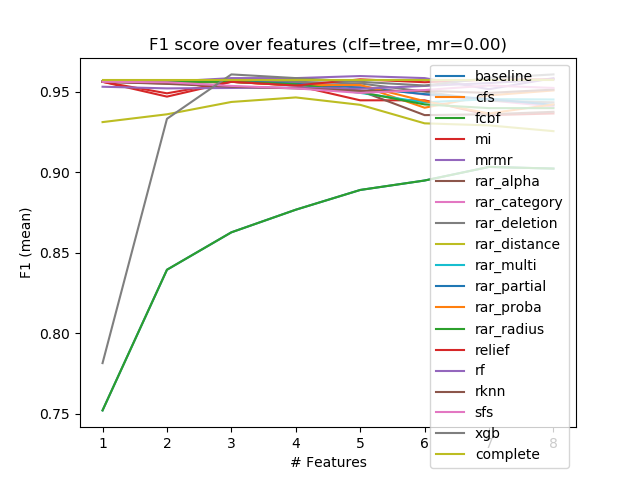 F1 score over features (clf=tree, mr=0.00)
F1 (mean)
0.95
0.90
0.85
0.80
0.75
1 2 3 4 5 6 7 8
# Features
baseline
cfs
fcbf
mi
mrmr
rar_alpha
rar_category
rar_deletion
rar_distance
rar_multi
rar_partial
rar_proba
rar_radius
relief
rf
rknn
sfs
xgb
complete